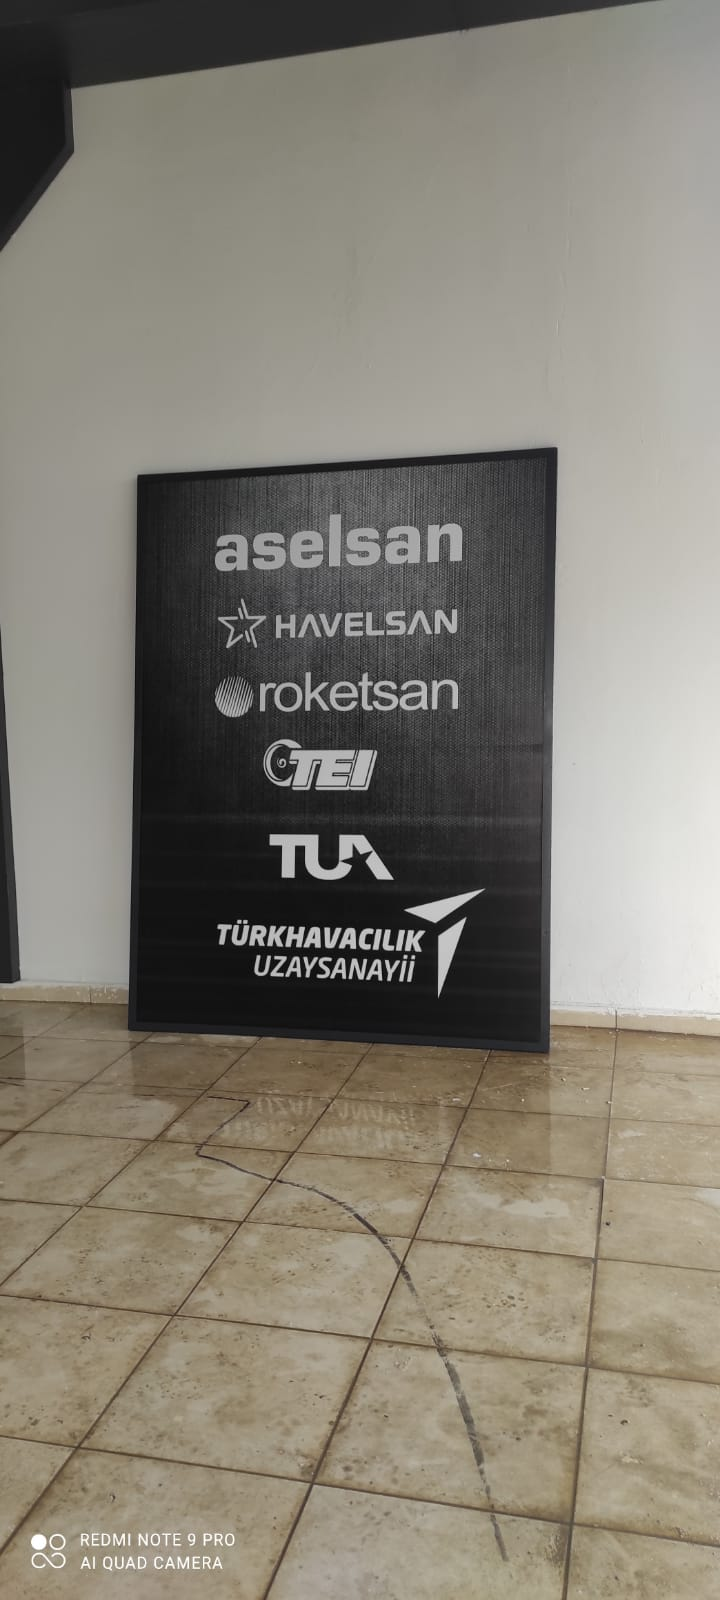 aselsan
HAVELSAN
roketsan
TEI
TUA
TÜRKHAVACILIK
UZAYSANAYİİ
REDMI NOTE 9 PRO
AI QUAD CAMERA